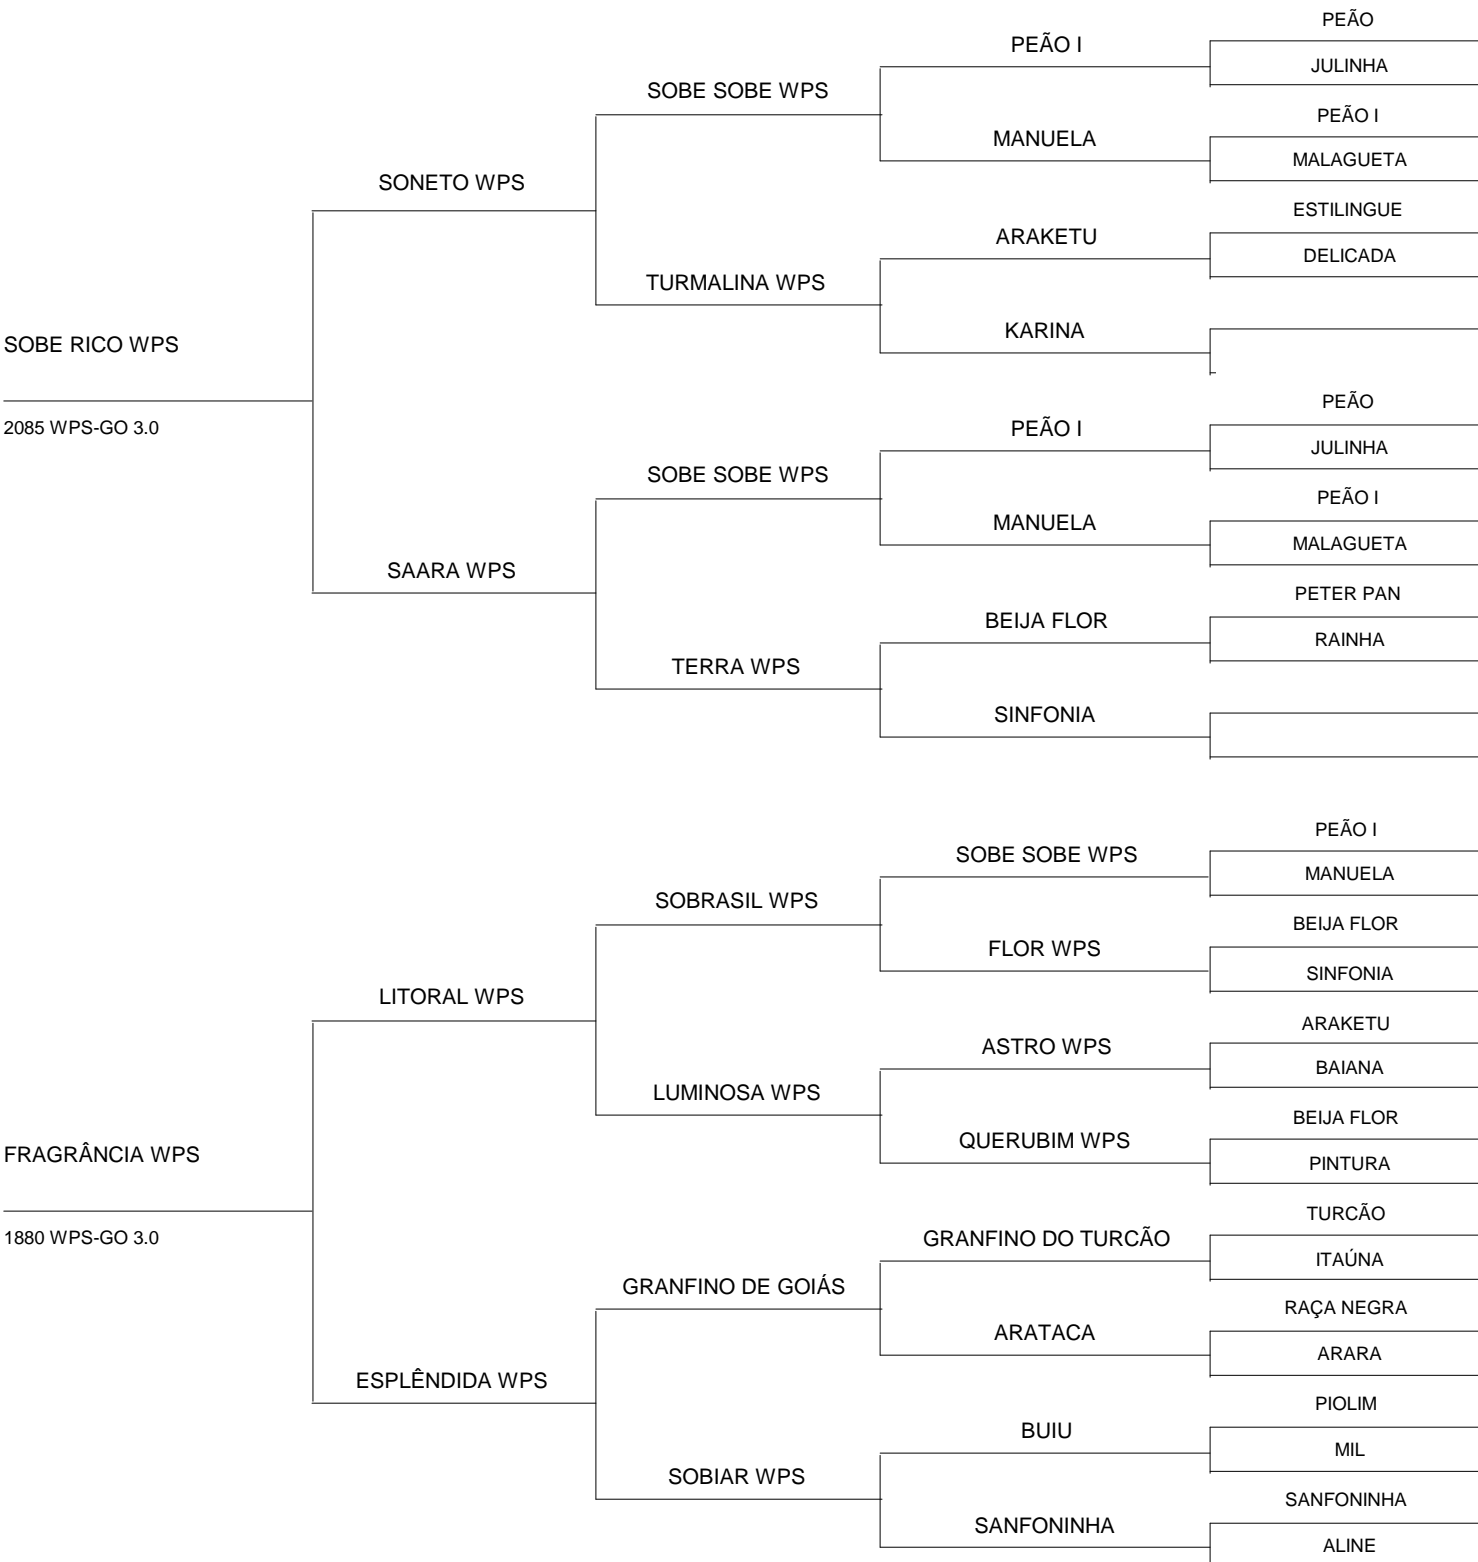 PEÃO
PEÃO I
JULINHA
SOBE SOBE WPS
PEÃO I
MANUELA
MALAGUETA
SONETO WPS
ESTILINGUE
ARAKETU
DELICADA
TURMALINA WPS
KARINA
SOBE RICO WPS
PEÃO
2085 WPS-GO 3.0
PEÃO I
JULINHA
SOBE SOBE WPS
PEÃO I
MANUELA
MALAGUETA
SAARA WPS
PETER PAN
BEIJA FLOR
RAINHA
TERRA WPS
SINFONIA
PEÃO I
SOBE SOBE WPS
MANUELA
SOBRASIL WPS
BEIJA FLOR
FLOR WPS
SINFONIA
LITORAL WPS
ARAKETU
ASTRO WPS
BAIANA
LUMINOSA WPS
BEIJA FLOR
QUERUBIM WPS
FRAGRÂNCIA WPS
PINTURA
TURCÃO
1880 WPS-GO 3.0
GRANFINO DO TURCÃO
ITAÚNA
GRANFINO DE GOIÁS
RAÇA NEGRA
ARATACA
ARARA
ESPLÊNDIDA WPS
PIOLIM
BUIU
MIL
SOBIAR WPS
SANFONINHA
SANFONINHA
ALINE